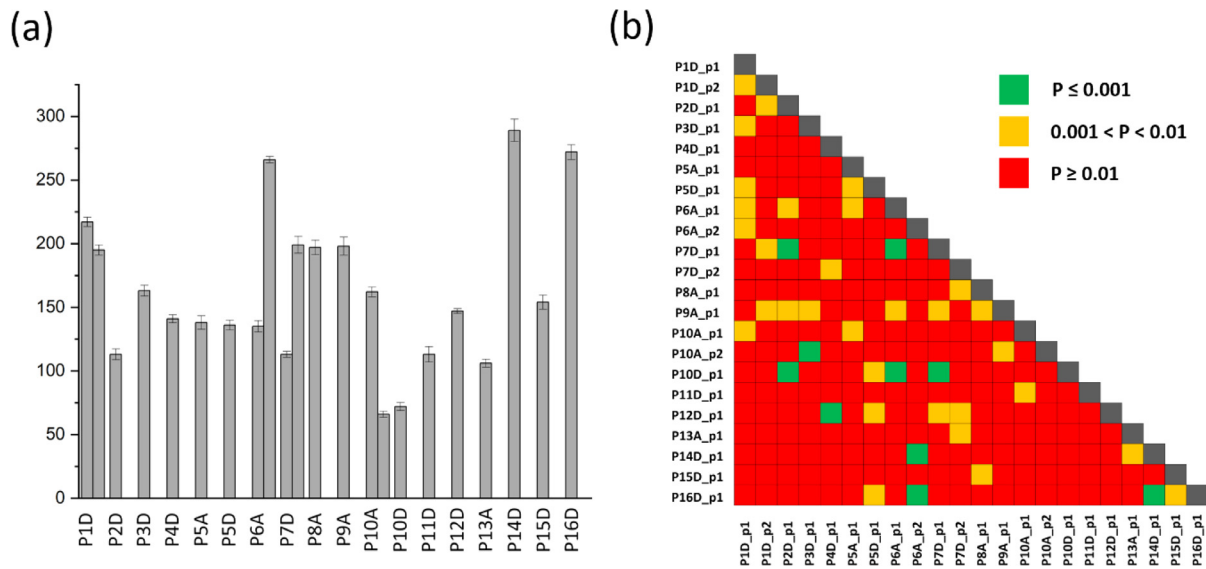 (a)
300
250
200
150
100
50
0
P1D
P2D
P3D
P4D
P5A
P5D
P6A
P7D
P8A
P9A
P10A
P10D
P11D
P12D
P13A
P14D
P15D
P16D
(b)
P1D_p1
P1D_p2
P2D_p1
P3D_p1
P4D_p1
P5A_p1
P5D_p1
P6A_p1
P6A_p2
P7D_p1
P7D_p2
P8A_p1
P9A_p1
P10A_p1
P10A_p2
P10D_p1
P11D_p1
P12D_p1
P13A_p1
P14D_p1
P15D_p1
P16D_p1
P ≤ 0.001
0.001 < P < 0.01
P ≥ 0.01
P1D_p1
P1D_p2
P2D_p1
P3D_p1
P4D_p1
P5A_p1
P5D_p1
P6A_p1
P6A_p2
P7D_p1
P7D_p2
P8A_p1
P9A_p1
P10A_p1
P10A_p2
P10D_p1
P11D_p1
P12D_p1
P13A_p1
P14D_p1
P15D_p1
P16D_p1